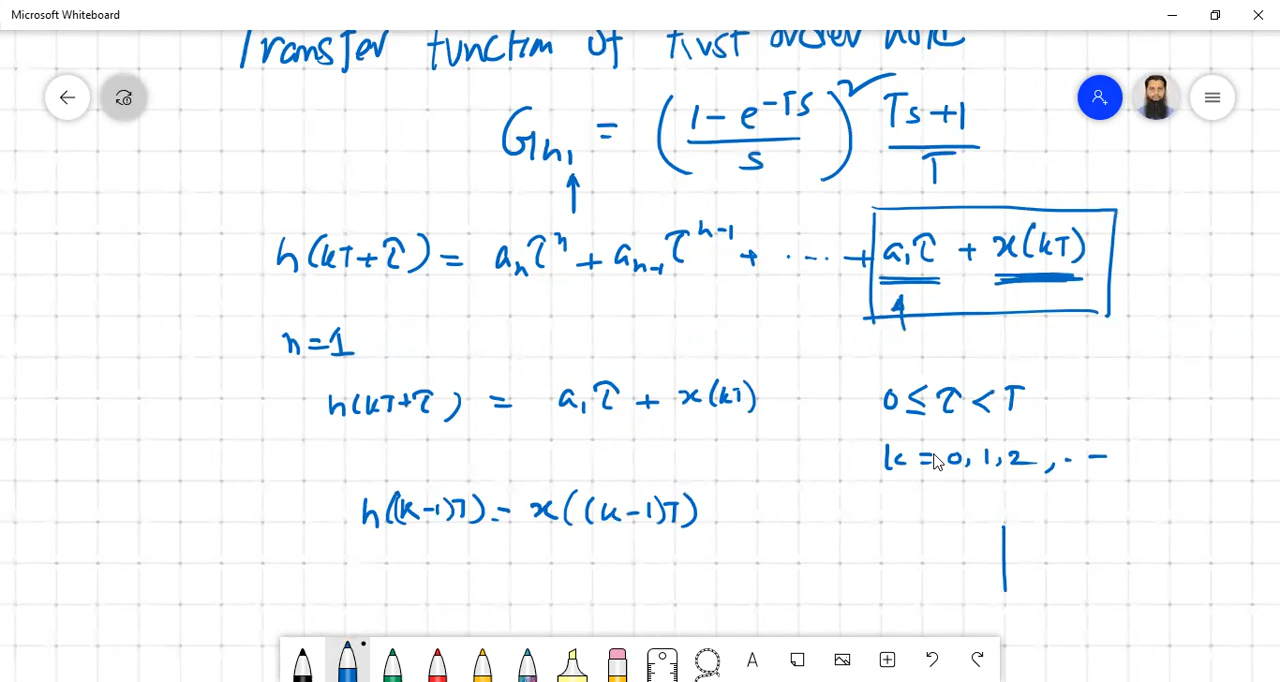 Microsoft Whiteboard
Transfer function of first order hold
Gh₁ = ((1 - e^-TS)/s)² (Ts+1)/T
h(kT+τ) = aₙτⁿ + aₙ₋₁τⁿ⁻¹ + ···· + a₁τ + x(kT)
n=1
h(kT+τ) = a₁τ + x(kT) 0 ≤ τ < T
k = 0, 1, 2, . –
h((k-1)T) = x((k-1)T)
A